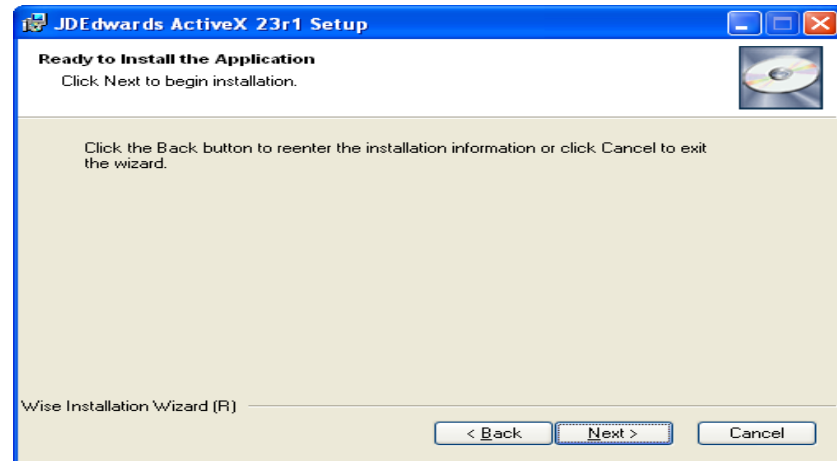 JDEdwards ActiveX 23r1 Setup
Ready to Install the Application
Click Next to begin installation.
Click the Back button to reenter the installation information or click Cancel to exit
the wizard.
Wise Installation Wizard (R)
< Back Next > Cancel